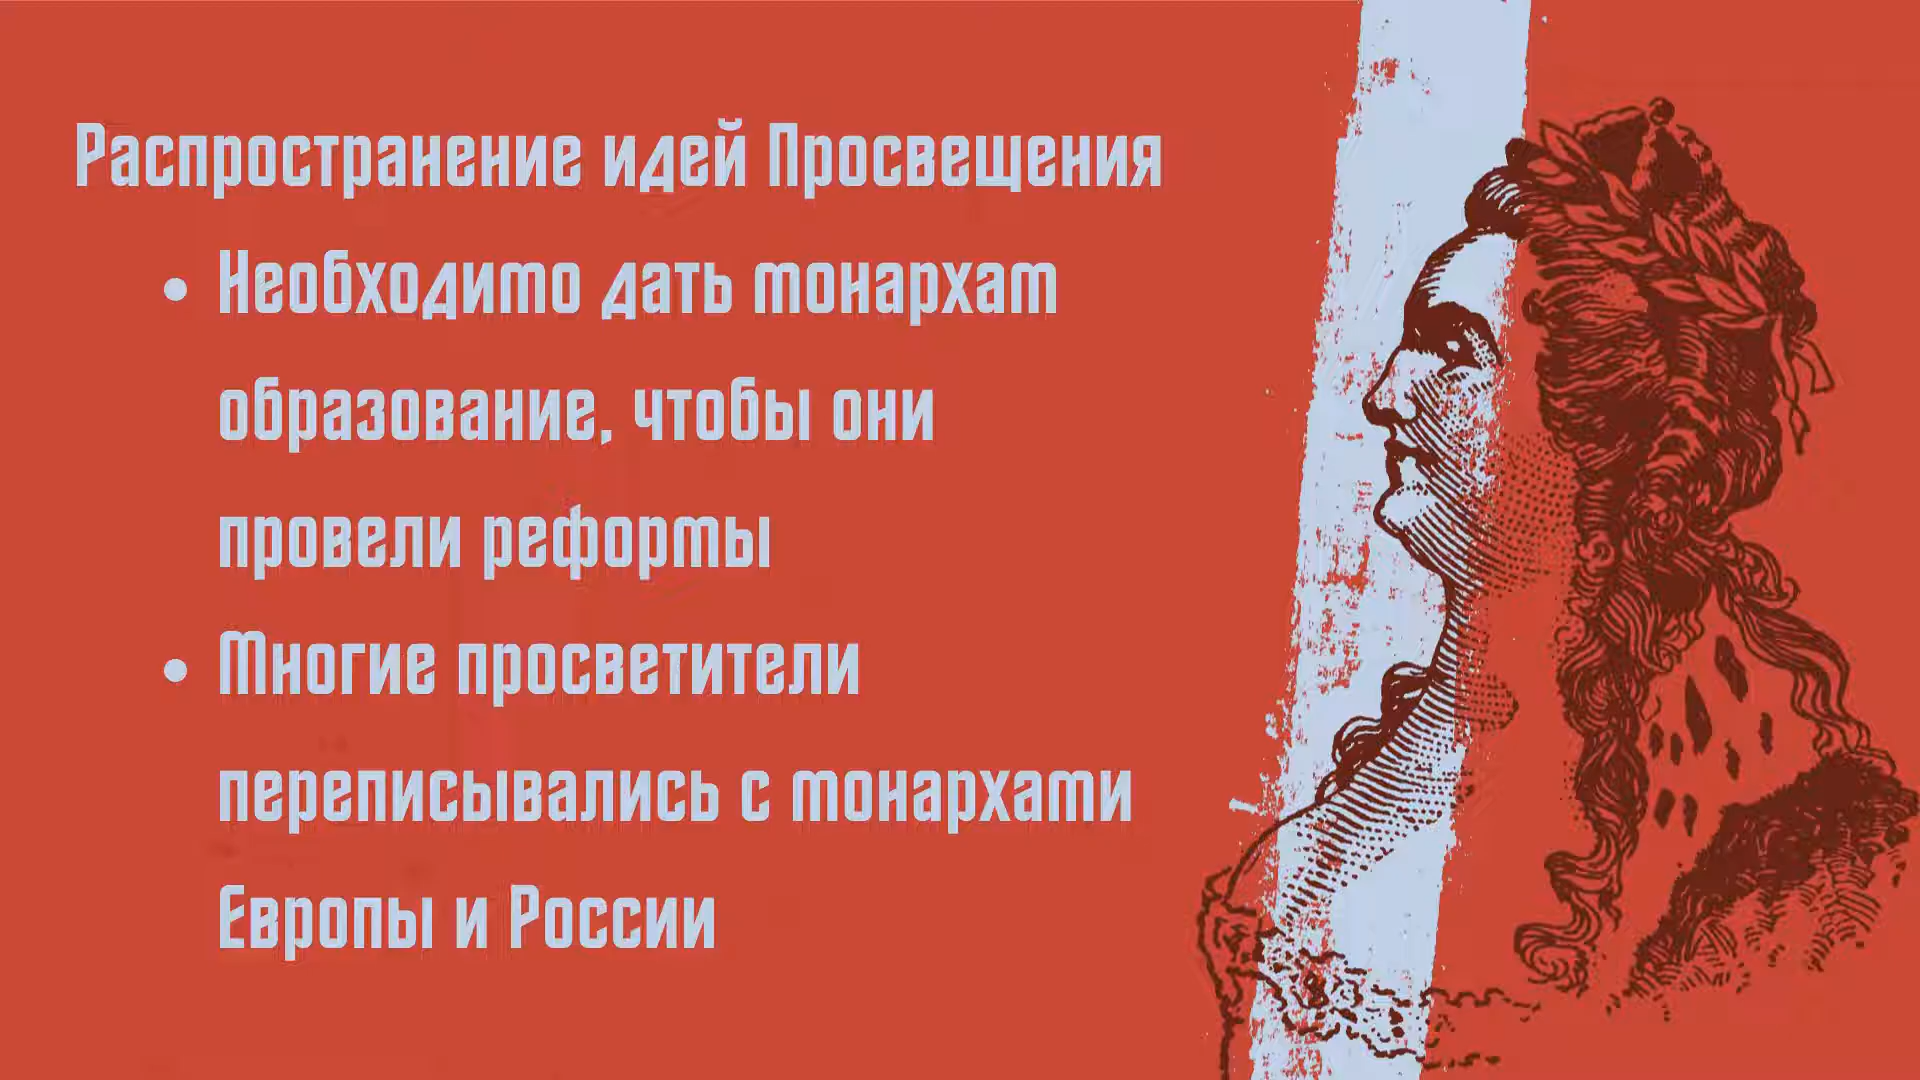 Распространение идей Просвещения
• Необходимо дать монархам
образование, чтобы они
провели реформы
• Многие просветители
переписывались с монархами
Европы и России